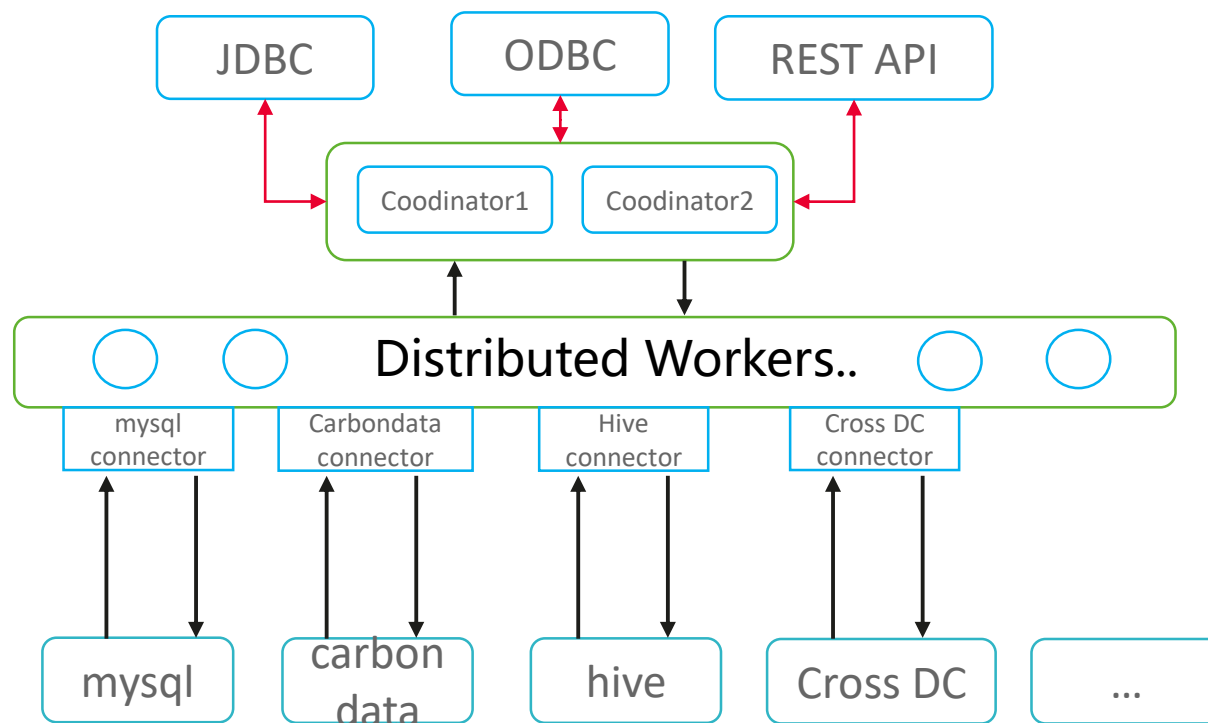 JDBC
ODBC
REST API
Coodinator1
Coodinator2
Distributed Workers..
mysql
connector
Carbondata
connector
Hive
connector
Cross DC
connector
mysql
carbon
data
hive
Cross DC
...